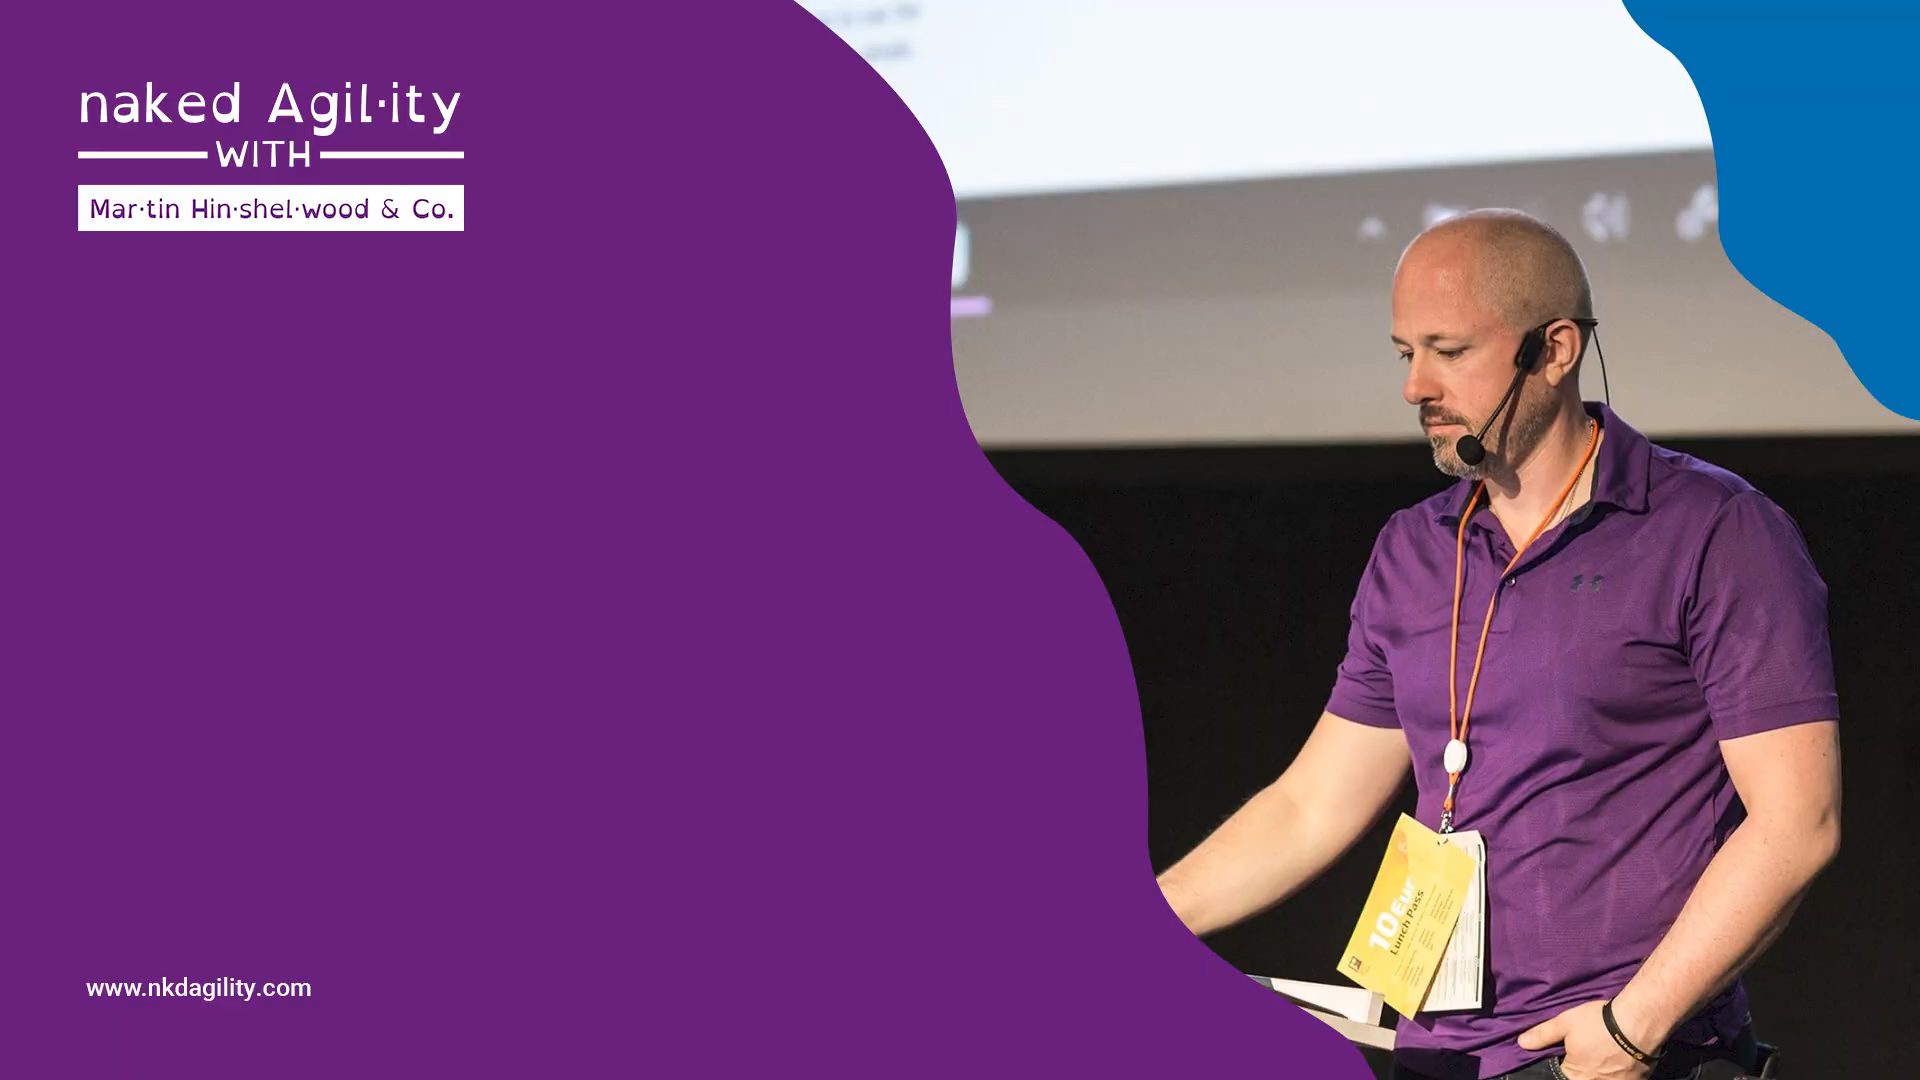 naked Agil·ity
WITH
Mar·tin Hin·shel·wood & Co.
10Eur
Lunch Pass
www.nkdagility.com